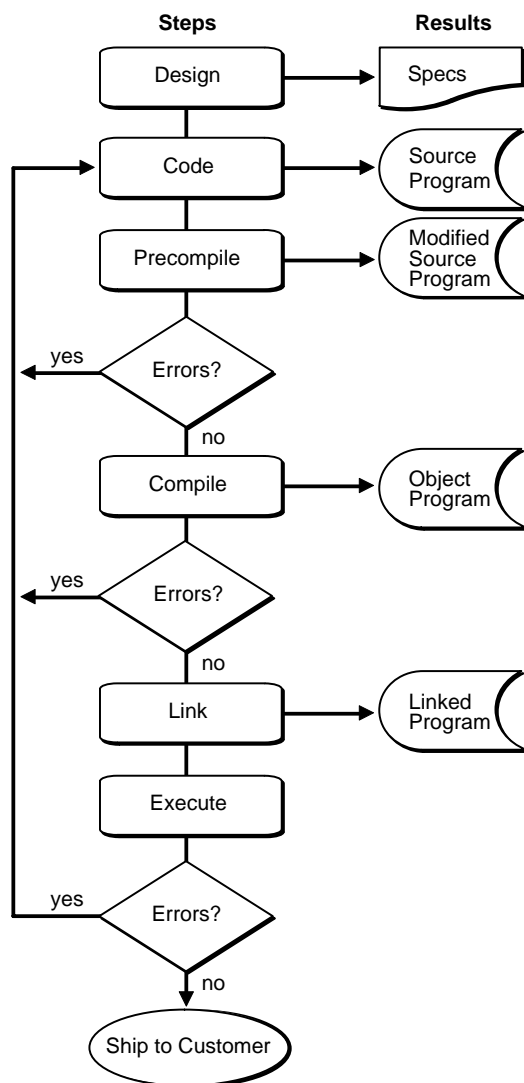 Steps
Results
Design
Specs
Code
Source
Program
Precompile
Modified
Source
Program
yes
Errors?
no
Compile
Object
Program
yes
Errors?
no
Link
Linked
Program
Execute
yes
Errors?
no
Ship to Customer